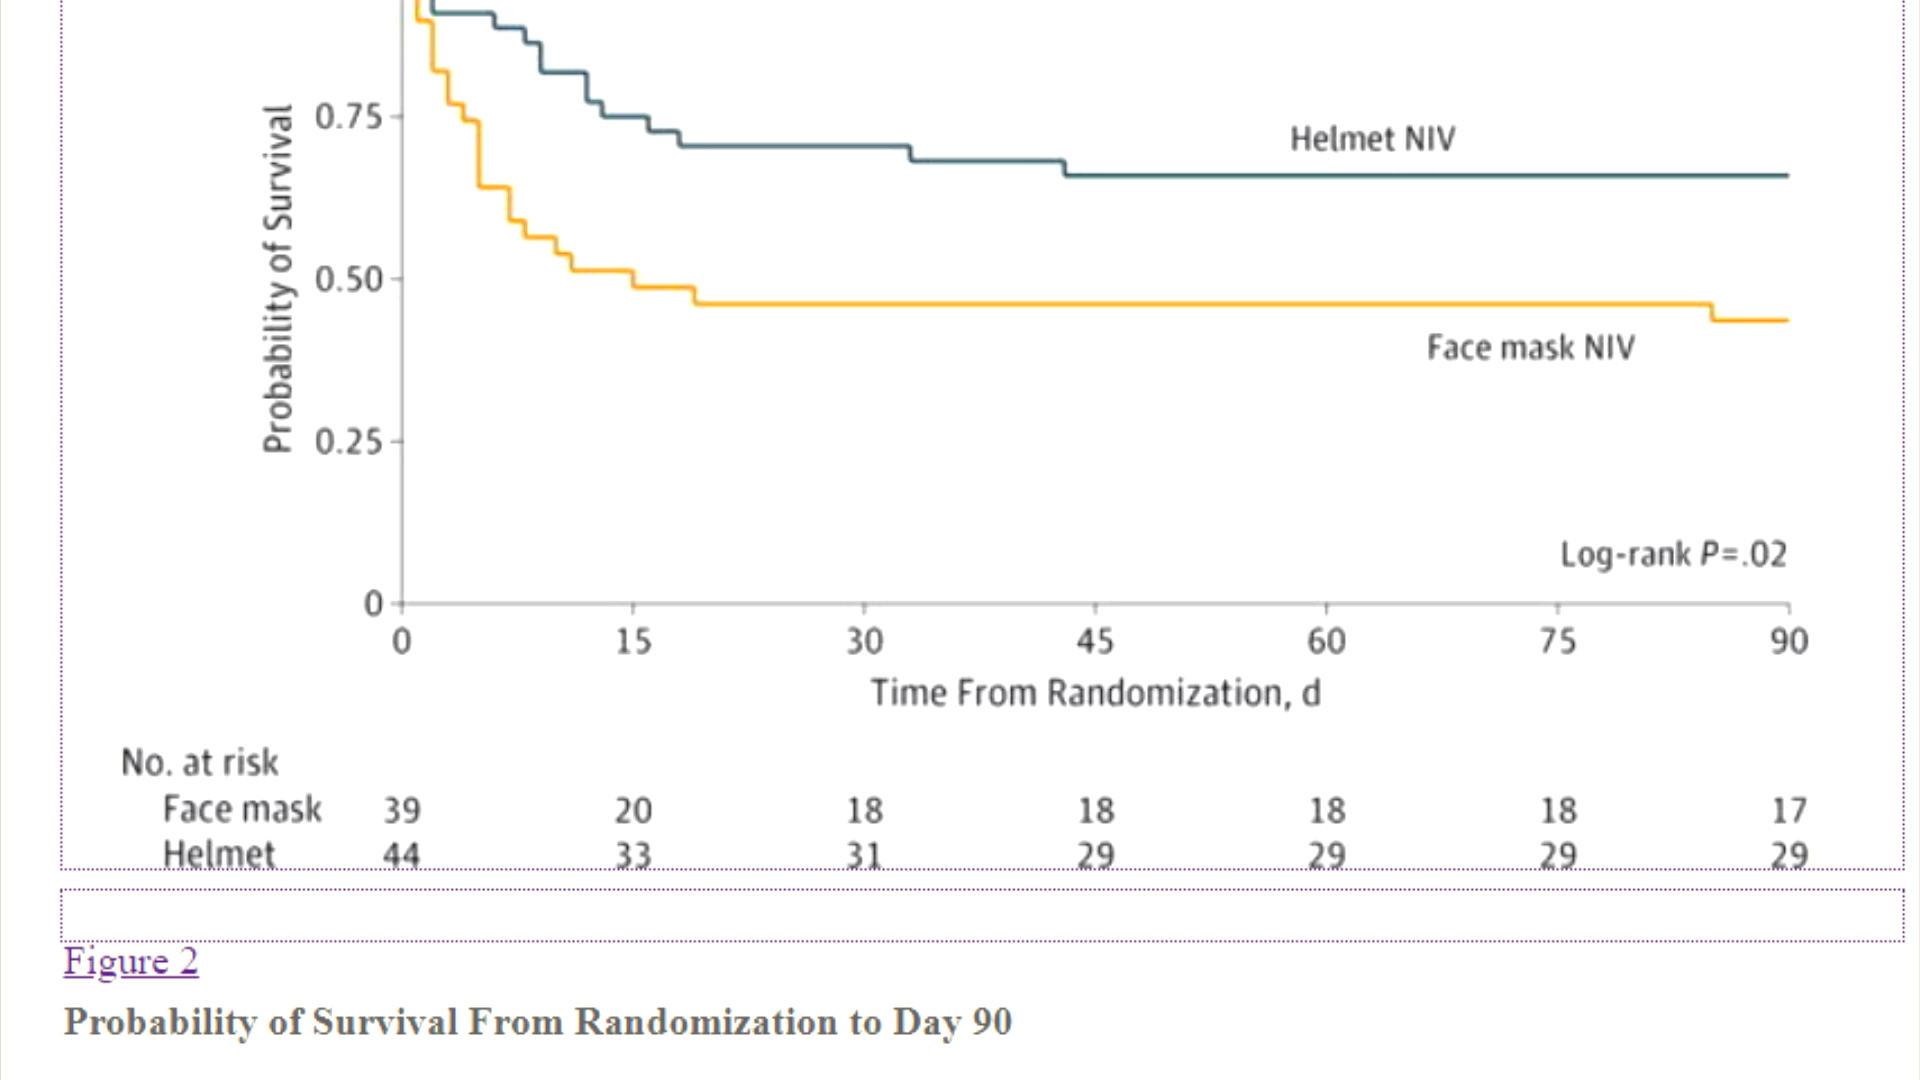 Probability of Survival
0.75
0.50
0.25
0
Helmet NIV
Face mask NIV
Log-rank P=.02
0 15 30 45 60 75 90
Time From Randomization, d
No. at risk
Face mask 39 20 18 18 18 18 17
Helmet 44 33 31 29 29 29 29
Figure 2
Probability of Survival From Randomization to Day 90